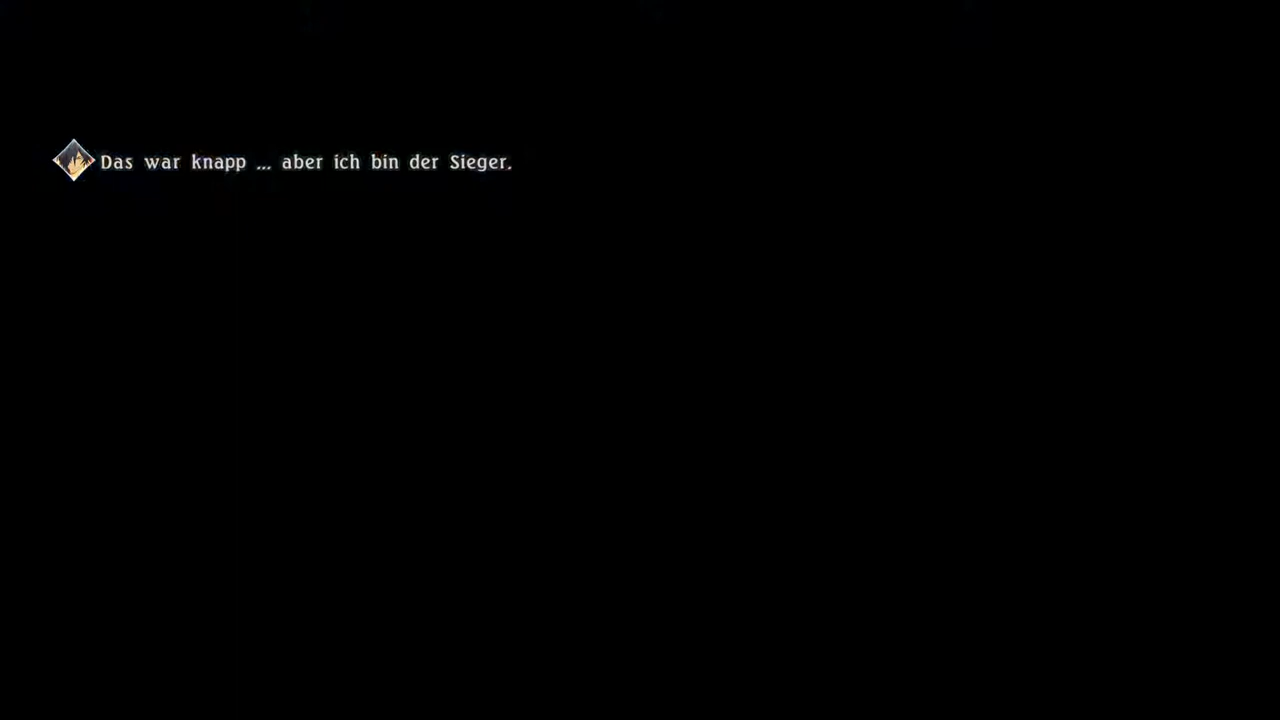 Das war knapp ... aber ich bin der Sieger.